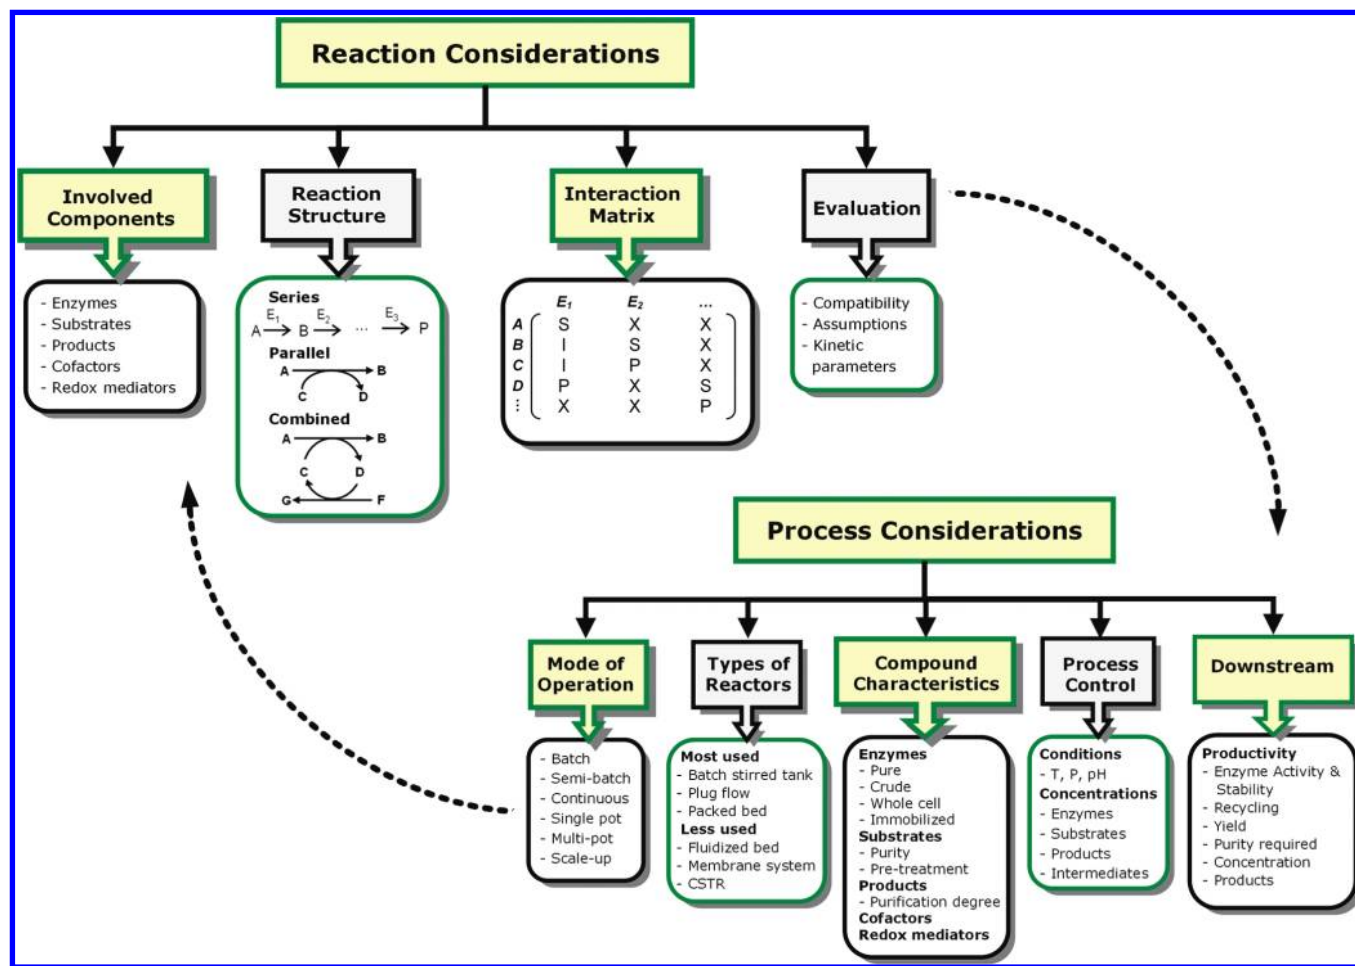 Reaction Considerations
Involved
Components
- Enzymes
- Substrates
- Products
- Cofactors
- Redox mediators
Reaction
Structure
Series
E1 E2 E3
A B ... P
Parallel
A B
C D
Combined
A B
C D
G F
Interaction
Matrix
E1 E2 ...
A S X X
B I S X
C I P X
D P X S
⋮ X X P
Evaluation
- Compatibility
- Assumptions
- Kinetic
parameters
Process Considerations
Mode of
Operation
- Batch
- Semi-batch
- Continuous
- Single pot
- Multi-pot
- Scale-up
Types of
Reactors
Most used
- Batch stirred tank
- Plug flow
- Packed bed
Less used
- Fluidized bed
- Membrane system
- CSTR
Compound
Characteristics
Enzymes
- Pure
- Crude
- Whole cell
- Immobilized
Substrates
- Purity
- Pre-treatment
Products
- Purification degree
Cofactors
Redox mediators
Process
Control
Conditions
- T, P, pH
Concentrations
- Enzymes
- Substrates
- Products
- Intermediates
Downstream
Productivity
- Enzyme Activity &
Stability
- Recycling
- Yield
- Purity required
- Concentration
- Products